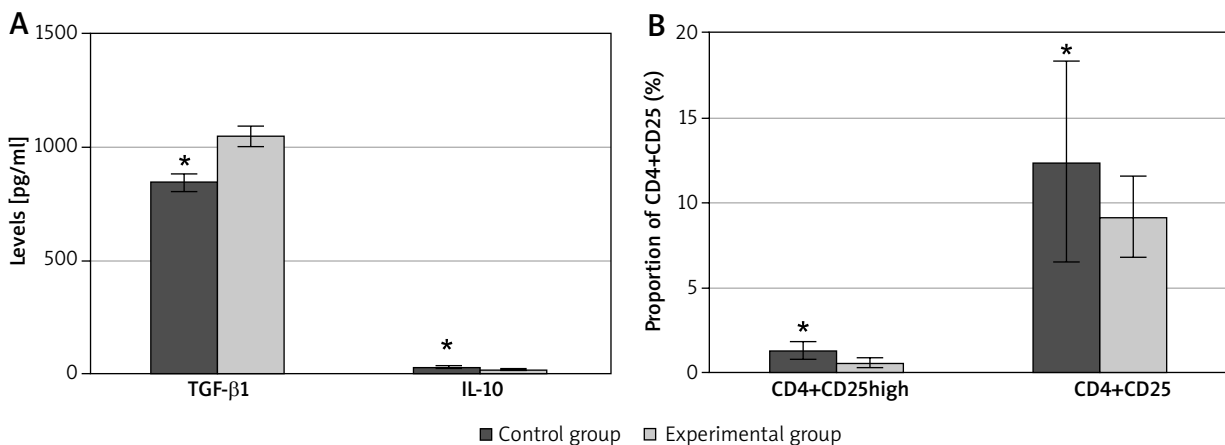 A
Levels [pg/ml]
1500
1000
500
0
*
*
TGF-β1
IL-10
B
Proportion of CD4+CD25 (%)
20
15
10
5
0
*
*
CD4+CD25high
CD4+CD25
Control group
Experimental group